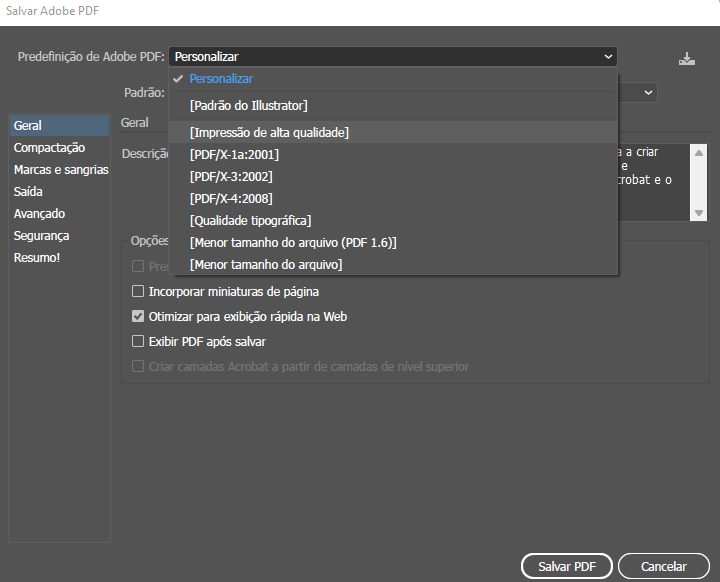 Salvar Adobe PDF
Predefinição de Adobe PDF: Personalizar
Personalizar
Padrão:
[Padrão do Illustrator]
Geral
Geral
[Impressão de alta qualidade]
Compactação
Descrição
[PDF/X-1a:2001]
a a criar
e
Marcas e sangrias
[PDF/X-3:2002]
crobat e o
Saída
[PDF/X-4:2008]
Avançado
[Qualidade tipográfica]
Segurança
Opções
[Menor tamanho do arquivo (PDF 1.6)]
Resumo!
[Menor tamanho do arquivo]
Incorporar miniaturas de página
Otimizar para exibição rápida na Web
Exibir PDF após salvar
Criar camadas Acrobat a partir de camadas de nível superior
Salvar PDF
Cancelar